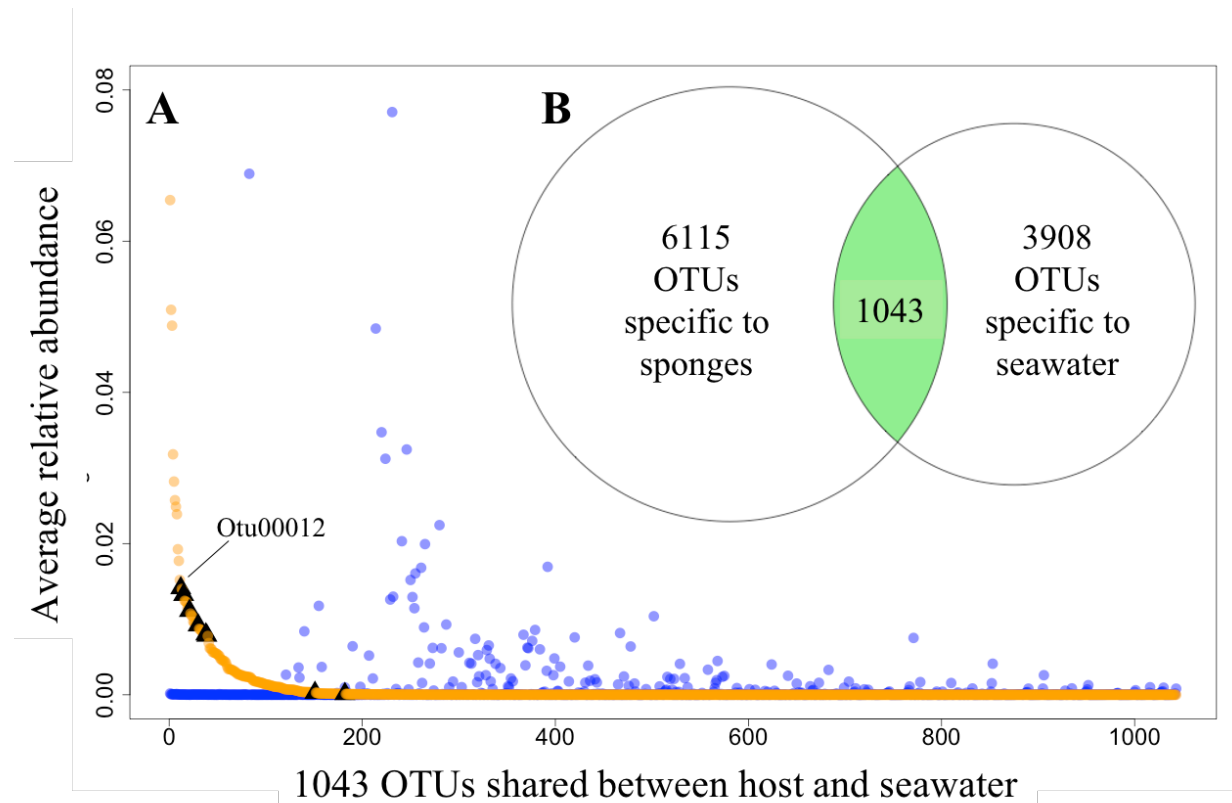 A
B
0.08
0.06
0.04
0.02
0.00
Average relative abundance
6115
OTUs
specific to
sponges
1043
3908
OTUs
specific to
seawater
Otu00012
0
200
400
600
800
1000
1043 OTUs shared between host and seawater